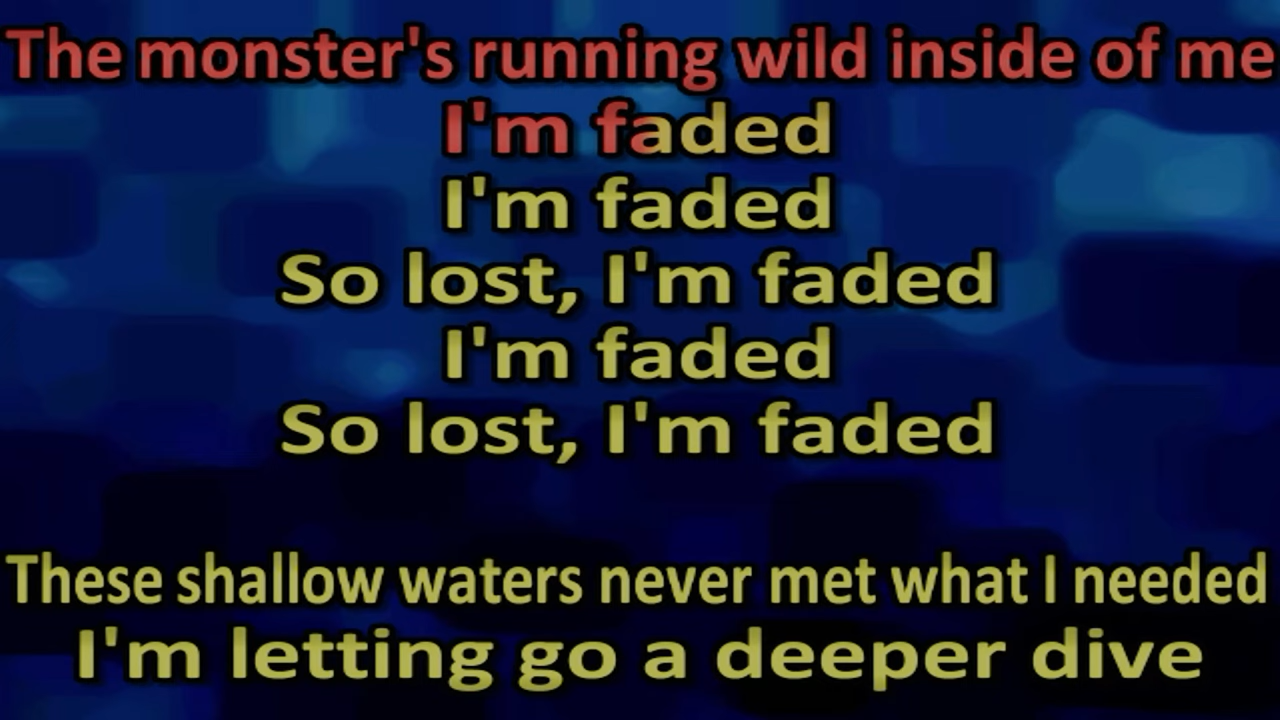 The monster's running wild inside of me
I'm faded
I'm faded
So lost, I'm faded
I'm faded
So lost, I'm faded
These shallow waters never met what I needed
I'm letting go a deeper dive